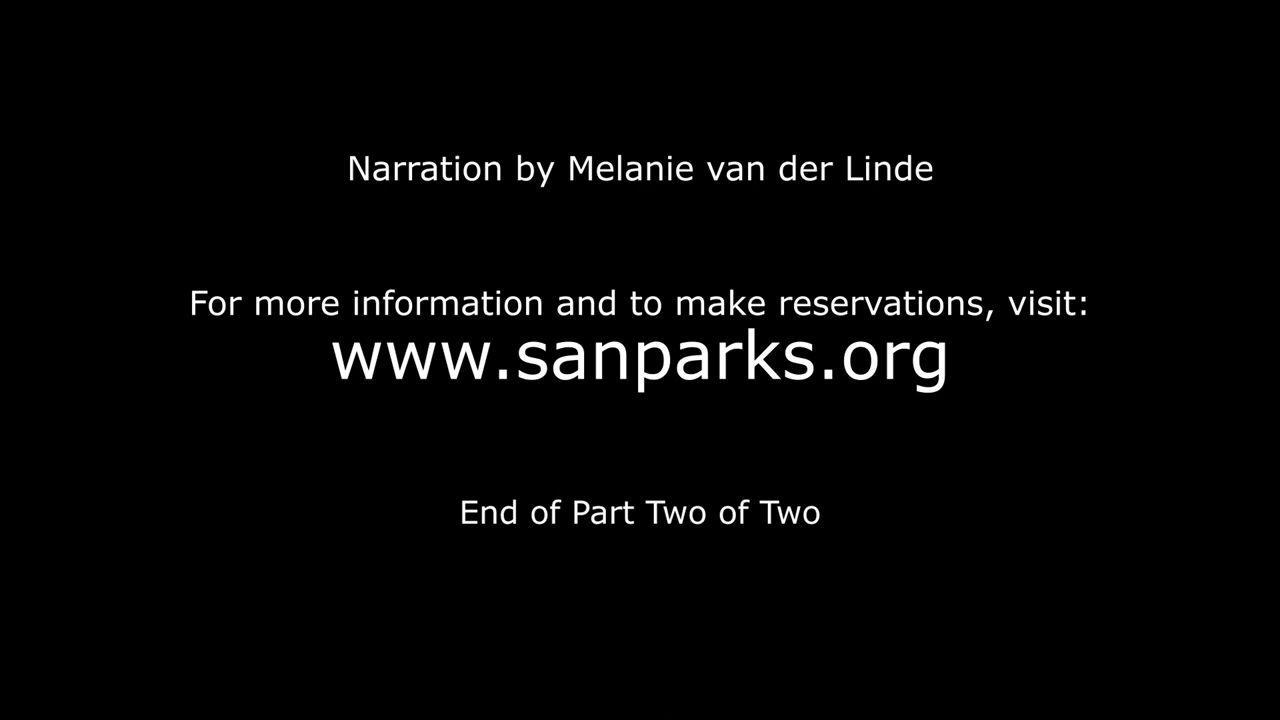 Narration by Melanie van der Linde
For more information and to make reservations, visit:
www.sanparks.org
End of Part Two of Two